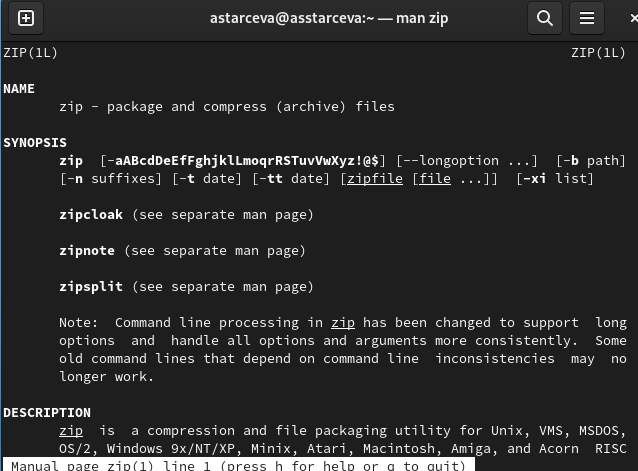 astarceva@asstarceva:~ — man zip
ZIP(1L) ZIP(1L)
NAME
zip - package and compress (archive) files
SYNOPSIS
zip [-aABcdDeEfFghjklLmoqrRSTuvVwXyz!@$] [--longoption ...] [-b path]
[-n suffixes] [-t date] [-tt date] [zipfile [file ...]] [-xi list]
zipcloak (see separate man page)
zipnote (see separate man page)
zipsplit (see separate man page)
Note: Command line processing in zip has been changed to support long
options and handle all options and arguments more consistently. Some
old command lines that depend on command line inconsistencies may no
longer work.
DESCRIPTION
zip is a compression and file packaging utility for Unix, VMS, MSDOS,
OS/2, Windows 9x/NT/XP, Minix, Atari, Macintosh, Amiga, and Acorn RISC
Manual page zip(1) line 1 (press h for help or q to quit)